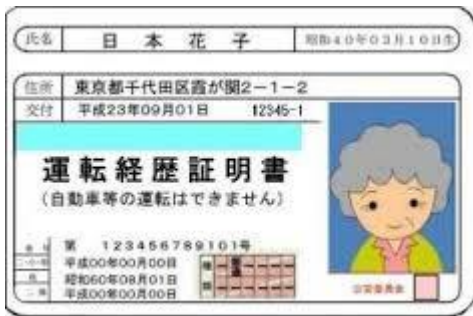 氏名 日本花子 昭和40年03月10日生
住所 東京都千代田区霞が関2-1-2
交付 平成23年09月01日 12345-1
運転経歴証明書
(自動車等の運転はできません)
第 123456789101号
平成00年00月00日
昭和60年08月01日
平成00年00月00日
種類 普通
公安委員会